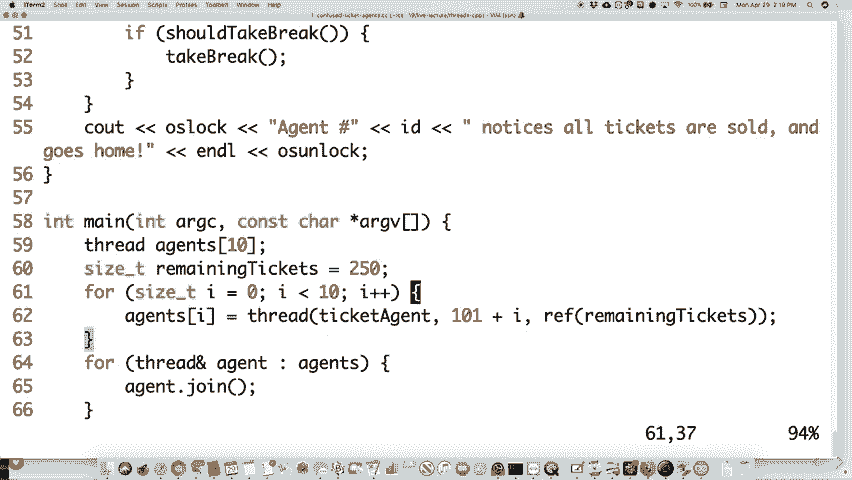 iTerm2 Shell Edit View Session Scripts Profiles Toolbelt Window Help
100% Mon Apr 29 2:19 PM
51 if (shouldTakeBreak()) {
52 takeBreak();
53 }
54 }
55 cout << oslock << "Agent #" << id << " notices all tickets are sold, and
goes home!" << endl << osunlock;
56 }
57
58 int main(int argc, const char *argv[]) {
59 thread agents[10];
60 size_t remainingTickets = 250;
61 for (size_t i = 0; i < 10; i++) {
62 agents[i] = thread(ticketAgent, 101 + i, ref(remainingTickets));
63 }
64 for (thread& agent : agents) {
65 agent.join();
66 }
61,37 94%